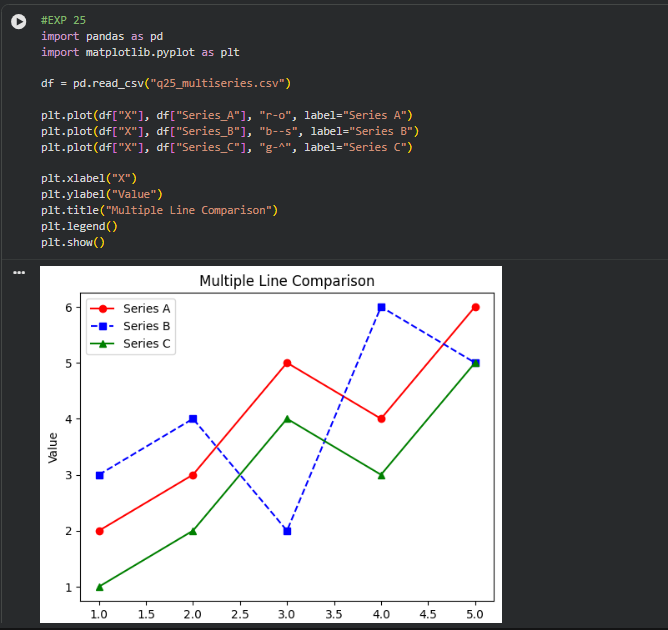 #EXP 25
import pandas as pd
import matplotlib.pyplot as plt
df = pd.read_csv("q25_multiseries.csv")
plt.plot(df["X"], df["Series_A"], "r-o", label="Series A")
plt.plot(df["X"], df["Series_B"], "b--s", label="Series B")
plt.plot(df["X"], df["Series_C"], "g-^", label="Series C")
plt.xlabel("X")
plt.ylabel("Value")
plt.title("Multiple Line Comparison")
plt.legend()
plt.show()
Multiple Line Comparison
Series A
Series B
Series C
6
5
4
3
2
1
Value
1.0 1.5 2.0 2.5 3.0 3.5 4.0 4.5 5.0